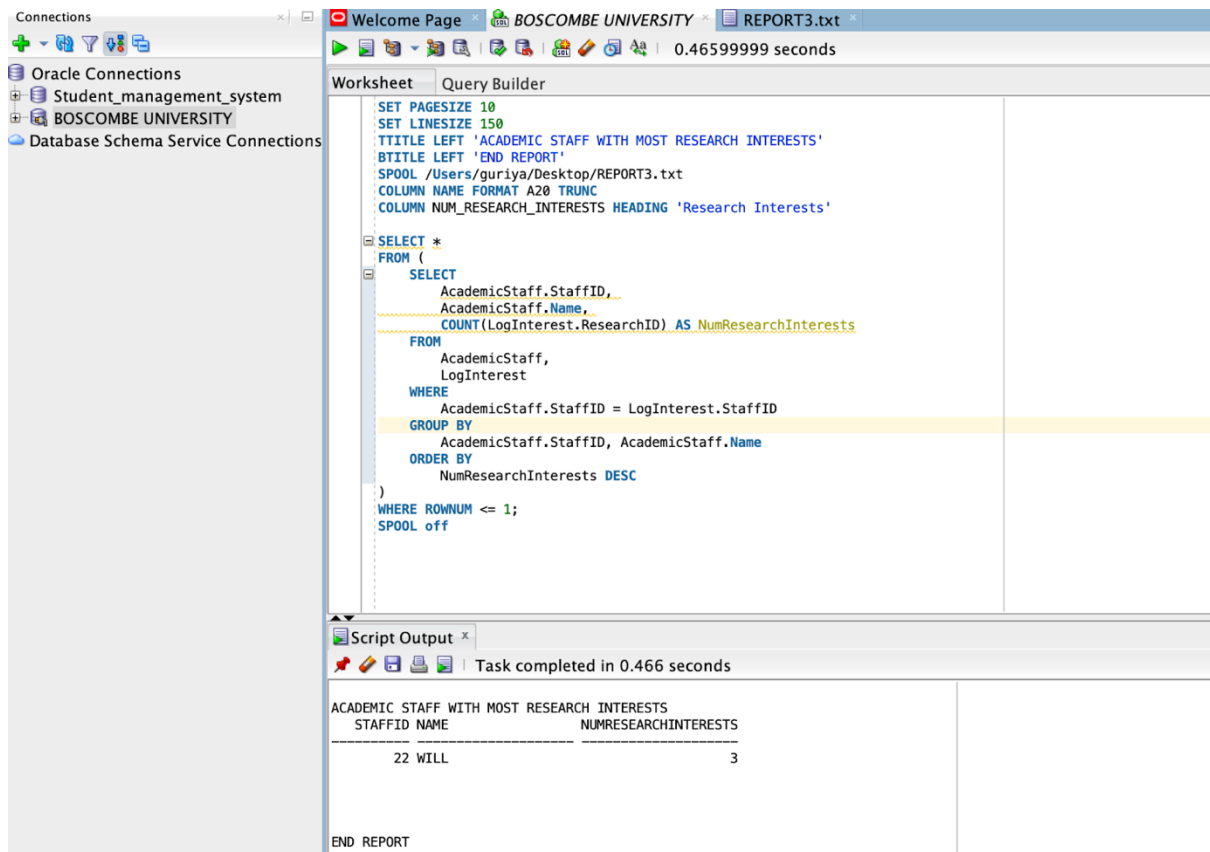 Connections
Oracle Connections
Student_management_system
BOSCOMBE UNIVERSITY
Database Schema Service Connections
Welcome Page BOSCOMBE UNIVERSITY REPORT3.txt
0.46599999 seconds
Worksheet Query Builder
SET PAGESIZE 10
SET LINESIZE 150
TTITLE LEFT 'ACADEMIC STAFF WITH MOST RESEARCH INTERESTS'
BTITLE LEFT 'END REPORT'
SPOOL /Users/guriya/Desktop/REPORT3.txt
COLUMN NAME FORMAT A20 TRUNC
COLUMN NUM_RESEARCH_INTERESTS HEADING 'Research Interests'
SELECT *
FROM (
SELECT
AcademicStaff.StaffID,
AcademicStaff.Name,
COUNT(LogInterest.ResearchID) AS NumResearchInterests
FROM
AcademicStaff,
LogInterest
WHERE
AcademicStaff.StaffID = LogInterest.StaffID
GROUP BY
AcademicStaff.StaffID, AcademicStaff.Name
ORDER BY
NumResearchInterests DESC
)
WHERE ROWNUM <= 1;
SPOOL off
Script Output
Task completed in 0.466 seconds
ACADEMIC STAFF WITH MOST RESEARCH INTERESTS
STAFFID NAME NUMRESEARCHINTERESTS
---------- -------------------- --------------------
22 WILL 3
END REPORT